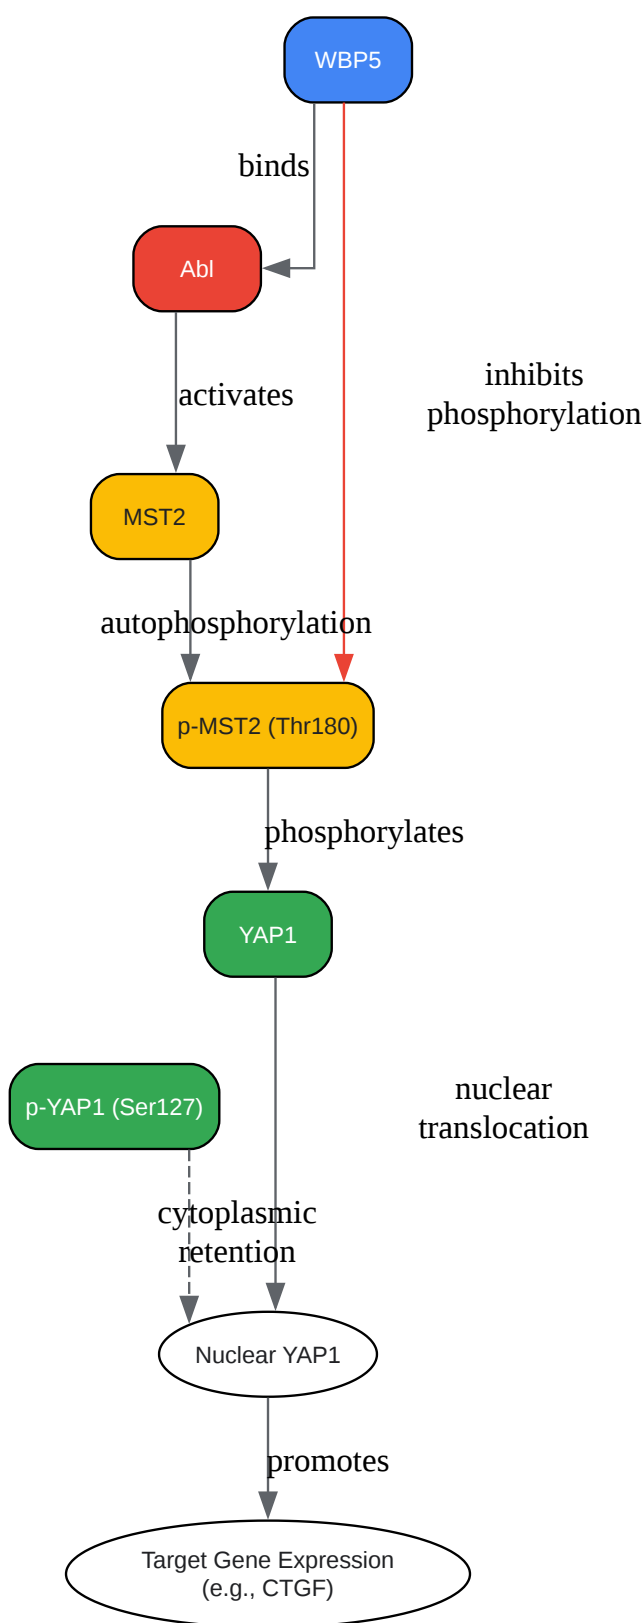 WBP5
binds
Abl
inhibits
phosphorylation
activates
MST2
autophosphorylation
p-MST2 (Thr180)
phosphorylates
YAP1
p-YAP1 (Ser127)
nuclear
translocation
cytoplasmic
retention
Nuclear YAP1
promotes
Target Gene Expression
(e.g., CTGF)